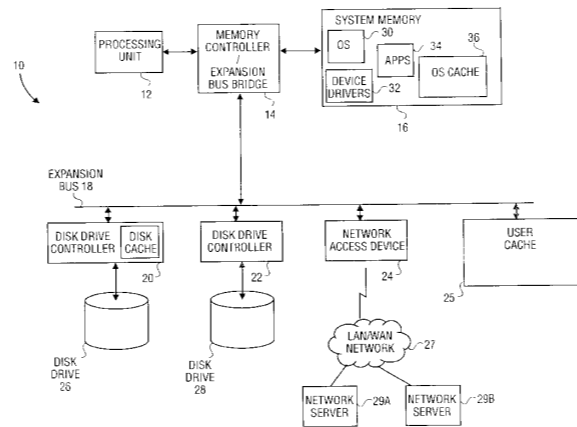 SYSTEM MEMORY
30
34
36
OS
APPS
OS CACHE
DEVICE
DRIVERS
32
16
PROCESSING
UNIT
12
MEMORY
CONTROLLER
/
EXPANSION
BUS BRIDGE
14
10
EXPANSION
BUS 18
DISK DRIVE
CONTROLLER
DISK
CACHE
20
DISK DRIVE
CONTROLLER
22
NETWORK
ACCESS DEVICE
24
USER
CACHE
25
DISK
DRIVE
26
DISK
DRIVE
28
LAN/WAN
NETWORK
27
NETWORK
SERVER
29A
NETWORK
SERVER
29B